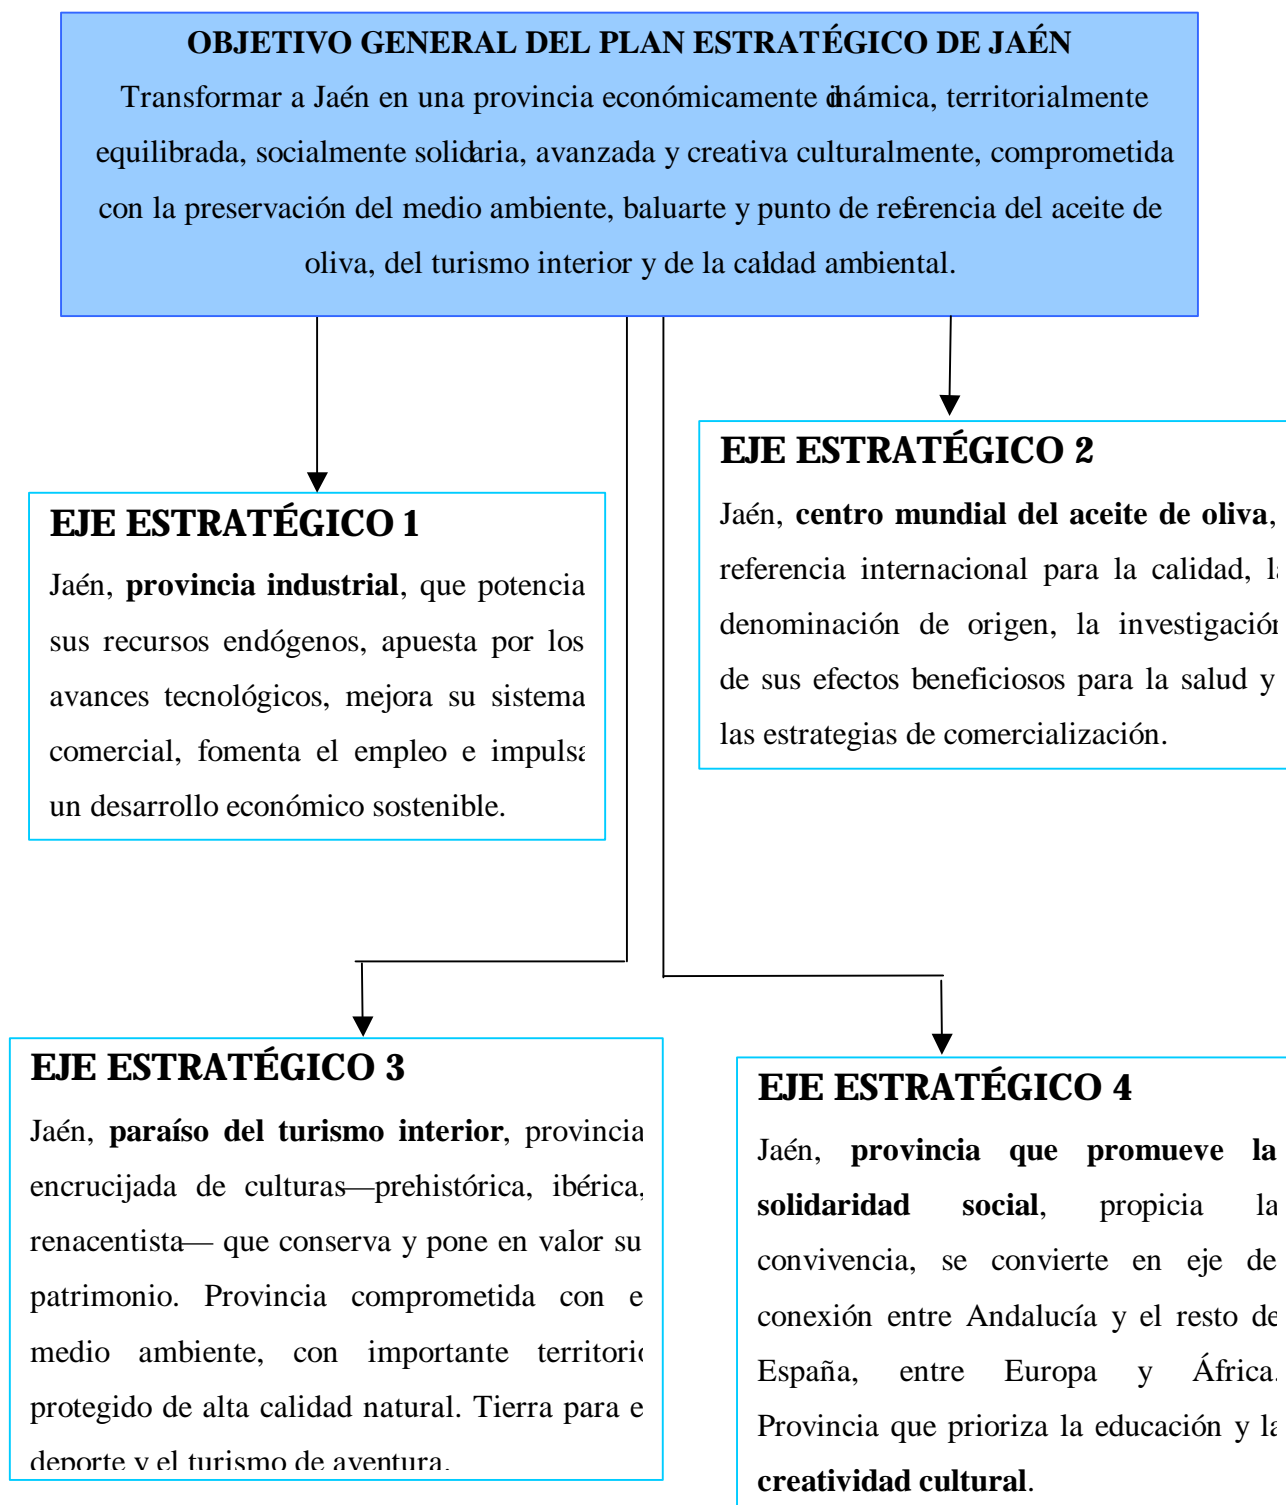 OBJETIVO GENERAL DEL PLAN ESTRATÉGICO DE JAÉN
Transformar a Jaén en una provincia económicamente dinámica, territorialmente
equilibrada, socialmente solidaria, avanzada y creativa culturalmente, comprometida
con la preservación del medio ambiente, baluarte y punto de referencia del aceite de
oliva, del turismo interior y de la calidad ambiental.
EJE ESTRATÉGICO 1
Jaén, provincia industrial, que potencia
sus recursos endógenos, apuesta por los
avances tecnológicos, mejora su sistema
comercial, fomenta el empleo e impulsa
un desarrollo económico sostenible.
EJE ESTRATÉGICO 2
Jaén, centro mundial del aceite de oliva,
referencia internacional para la calidad, la
denominación de origen, la investigación
de sus efectos beneficiosos para la salud y
las estrategias de comercialización.
EJE ESTRATÉGICO 3
Jaén, paraíso del turismo interior, provincia
encrucijada de culturas—prehistórica, ibérica,
renacentista— que conserva y pone en valor su
patrimonio. Provincia comprometida con e
medio ambiente, con importante territorio
protegido de alta calidad natural. Tierra para e
deporte y el turismo de aventura.
EJE ESTRATÉGICO 4
Jaén, provincia que promueve la
solidaridad social, propicia la
convivencia, se convierte en eje de
conexión entre Andalucía y el resto de
España, entre Europa y África.
Provincia que prioriza la educación y la
creatividad cultural.